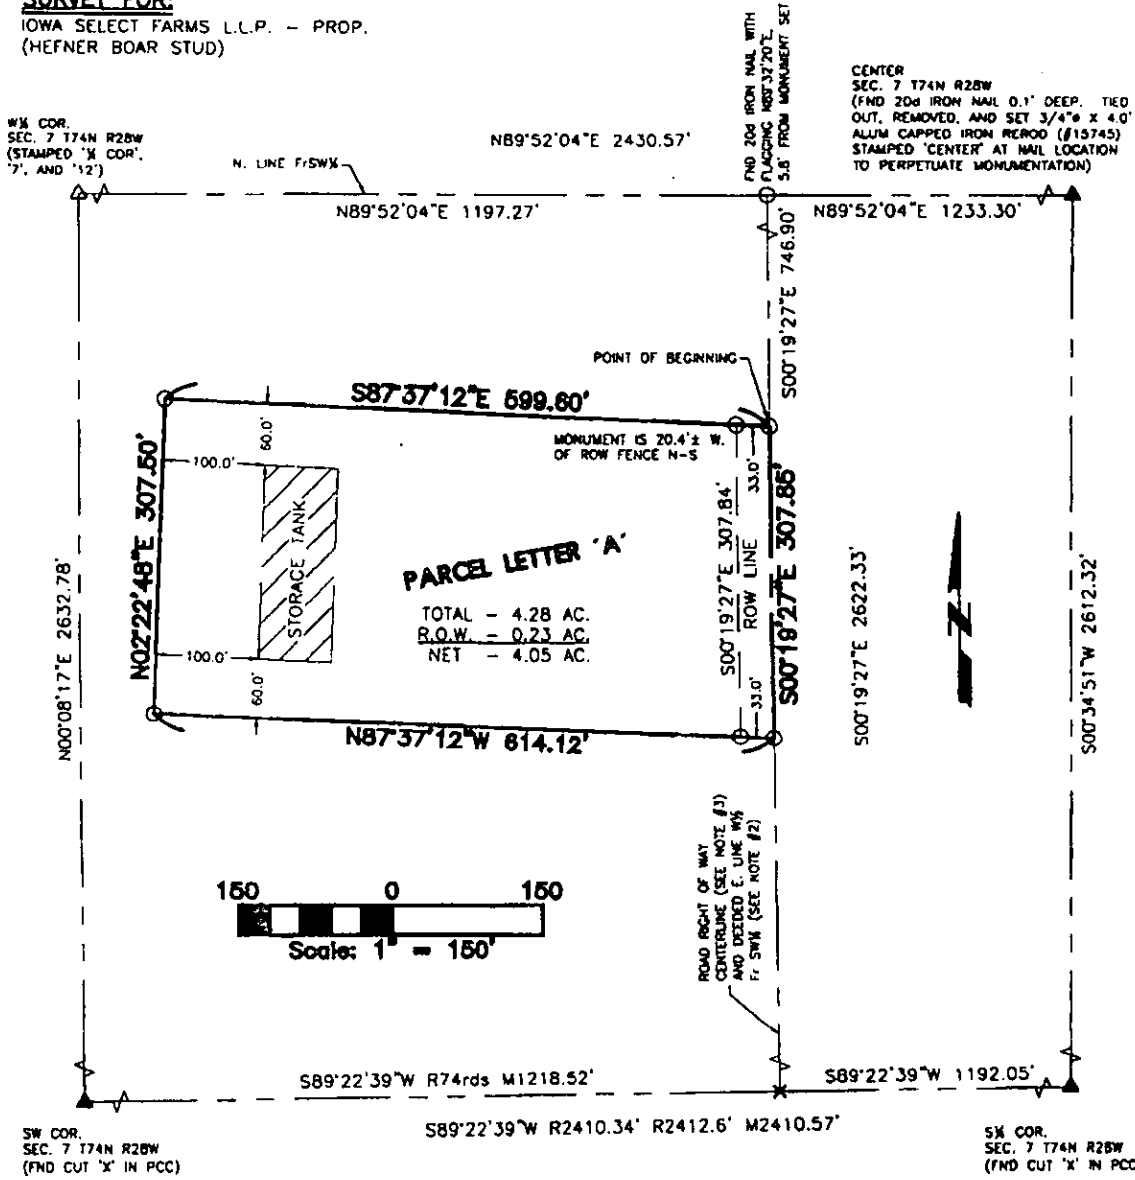 SURVEY FOR:
IOWA SELECT FARMS L.L.P. - PROP.
(HEFNER BOAR STUD)
W¼ COR.
SEC. 7 T74N R28W
(STAMPED '¼ COR',
'7', AND '12')
N. LINE FrSW¼
N89°52'04"E 2430.57'
FND 20d IRON NAIL WITH
FLAGGING N89°32'20"E,
5.6' FROM MONUMENT SET
CENTER
SEC. 7 T74N R28W
(FND 20d IRON NAIL 0.1' DEEP. TIED
OUT, REMOVED, AND SET 3/4"ø X 4.0'
ALUM CAPPED IRON REROD (#15745)
STAMPED 'CENTER' AT NAIL LOCATION
TO PERPETUATE MONUMENTATION)
N89°52'04"E 1197.27'
N89°52'04"E 1233.30'
S00°19'27"E 746.90'
POINT OF BEGINNING
S87°37'12"E 599.60'
MONUMENT IS 20.4'± W.
OF ROW FENCE N-S
60.0'
100.0'
33.0'
N02°22'48"E 307.50'
STORAGE TANK
PARCEL LETTER 'A'
TOTAL - 4.28 AC.
R.O.W. - 0.23 AC.
NET - 4.05 AC.
S00°19'27"E 307.84'
ROW LINE
S00°19'27"E 307.85'
S00°19'27"E 2622.33'
N
N00°08'17"E 2632.78'
S00°34'51"W 2612.32'
100.0'
60.0'
33.0'
N87°37'12"W 614.12'
ROAD RIGHT OF WAY
CENTERLINE (SEE NOTE #3)
AND DEEDED E. LINE W½
Fr SW¼ (SEE NOTE #2)
150 0 150
Scale: 1" = 150'
S89°22'39"W R74rds M1218.52'
S89°22'39"W 1192.05'
S89°22'39"W R2410.34' R2412.6' M2410.57'
SW COR.
SEC. 7 T74N R28W
(FND CUT 'X' IN PCC)
S¼ COR.
SEC. 7 T74N R28W
(FND CUT 'X' IN PCC